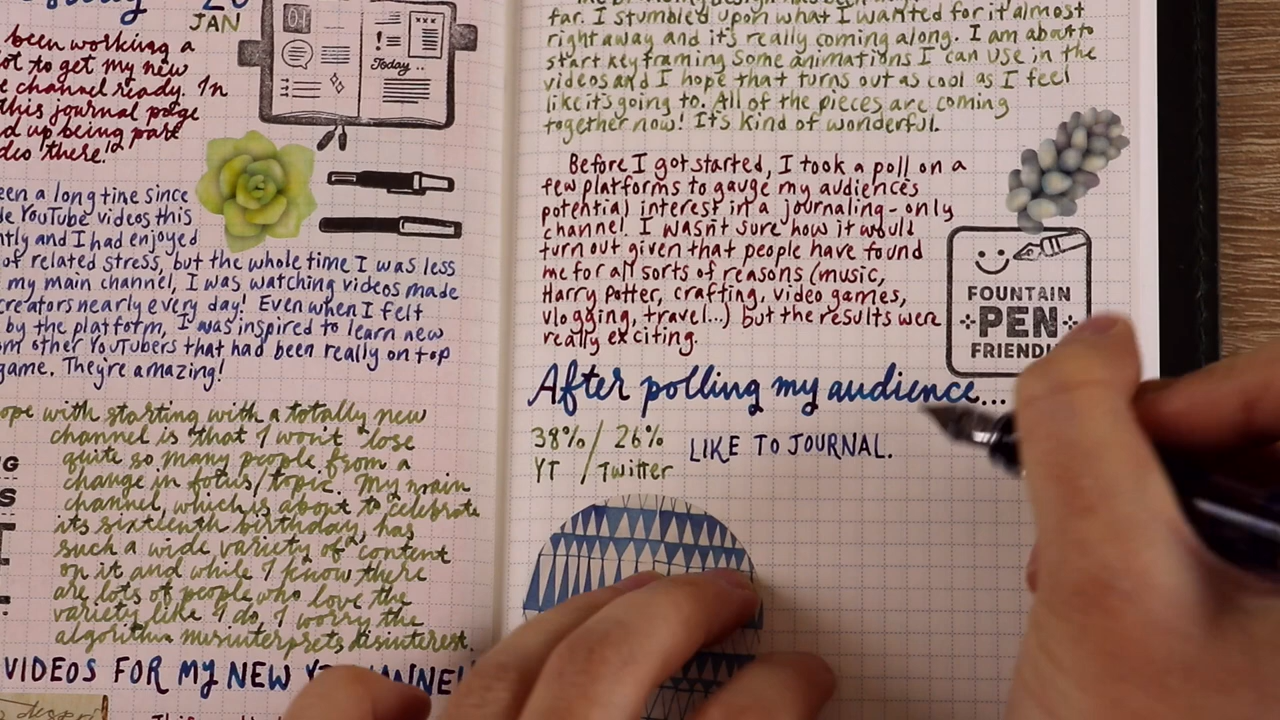 20
JAN
been working a
lot to get my new
channel ready. In
this journal page
d up being part
deo there!
Today..
een a long time since
de YouTube videos this
ntly and I had enjoyed
of related stress, but the whole time I was less
my main channel, I was watching videos made
creators nearly every day! Even when I felt
by the platform, I was inspired to learn new
om other YouTubers that had been really on top
game. They're amazing!
ope with starting with a totally new
channel is that I won't lose
quite so many people from a
change in focus/topic. My main
channel, which is about to celebrate
its sixteenth birthday, has
such a wide variety of content
on it and while I know there
are lots of people who love the
variety like I do, I worry the
algorithm misinterprets disinterest.
VIDEOS FOR MY NEW
far. I stumbled upon what I wanted for it almost
right away and it's really coming along. I am about to
start keyframing some animations I can use in the
videos and I hope that turns out as cool as I feel
like it's going to. All of the pieces are coming
together now! It's kind of wonderful.
Before I got started, I took a poll on a
few platforms to gauge my audiences
potential interest in a journaling-only
channel. I wasn't sure how it would
turn out given that people have found
me for all sorts of reasons (music,
Harry Potter, crafting, video games,
vlogging, travel...) but the results were
really exciting.
FOUNTAIN
PEN
FRIENDL
After polling my audience...
38% / 26%
YT / Twitter
LIKE TO JOURNAL.